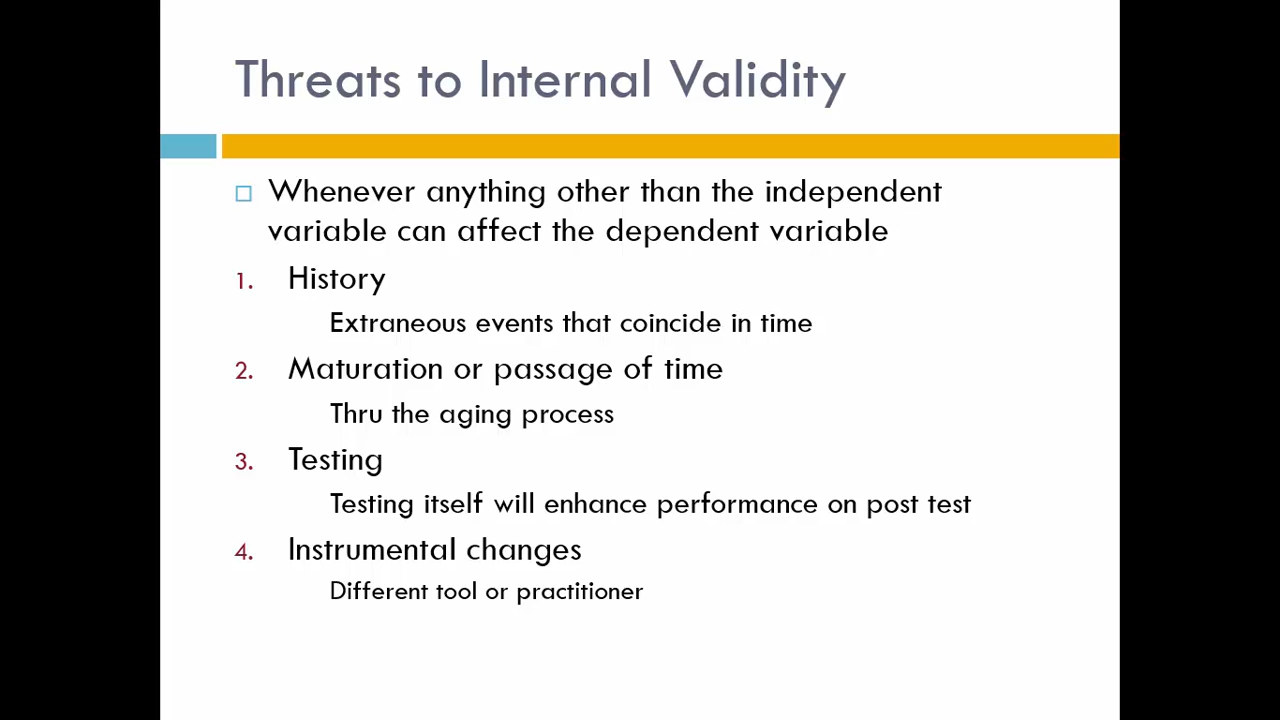 Threats to Internal Validity
Whenever anything other than the independent
variable can affect the dependent variable
1. History
Extraneous events that coincide in time
2. Maturation or passage of time
Thru the aging process
3. Testing
Testing itself will enhance performance on post test
4. Instrumental changes
Different tool or practitioner